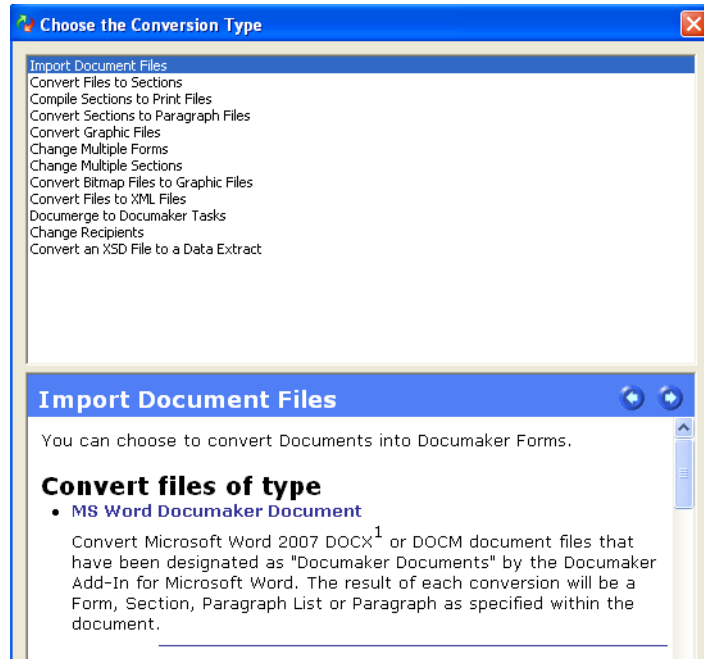 Choose the Conversion Type
Import Document Files
Convert Files to Sections
Compile Sections to Print Files
Convert Sections to Paragraph Files
Convert Graphic Files
Change Multiple Forms
Change Multiple Sections
Convert Bitmap Files to Graphic Files
Convert Files to XML Files
Documerge to Documaker Tasks
Change Recipients
Convert an XSD File to a Data Extract
Import Document Files
You can choose to convert Documents into Documaker Forms.
Convert files of type
• MS Word Documaker Document
Convert Microsoft Word 2007 DOCX¹ or DOCM document files that
have been designated as "Documaker Documents" by the Documaker
Add-In for Microsoft Word. The result of each conversion will be a
Form, Section, Paragraph List or Paragraph as specified within the
document.